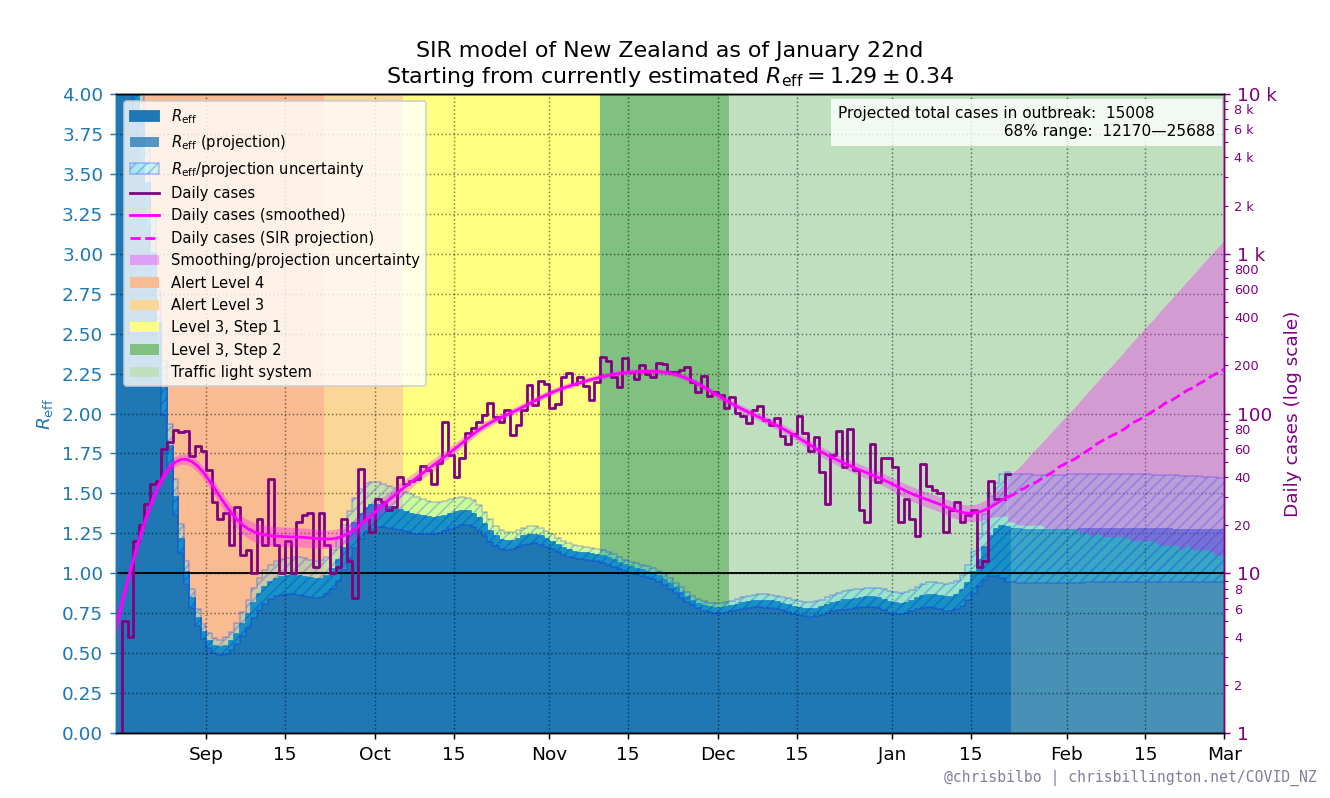 SIR model of New Zealand as of January 22nd
Starting from currently estimated R_eff = 1.29 ± 0.34
Projected total cases in outbreak: 15008
68% range: 12170—25688
R_eff
R_eff (projection)
R_eff/projection uncertainty
Daily cases
Daily cases (smoothed)
Daily cases (SIR projection)
Smoothing/projection uncertainty
Alert Level 4
Alert Level 3
Level 3, Step 1
Level 3, Step 2
Traffic light system
R_eff
4.00
3.75
3.50
3.25
3.00
2.75
2.50
2.25
2.00
1.75
1.50
1.25
1.00
0.75
0.50
0.25
0.00
10 k
8 k
6 k
4 k
2 k
1 k
800
600
400
200
100
80
60
40
20
10
8
6
4
2
1
Daily cases (log scale)
Sep 15 Oct 15 Nov 15 Dec 15 Jan 15 Feb 15 Mar
@chrisbilbo | chrisbillington.net/COVID_NZ